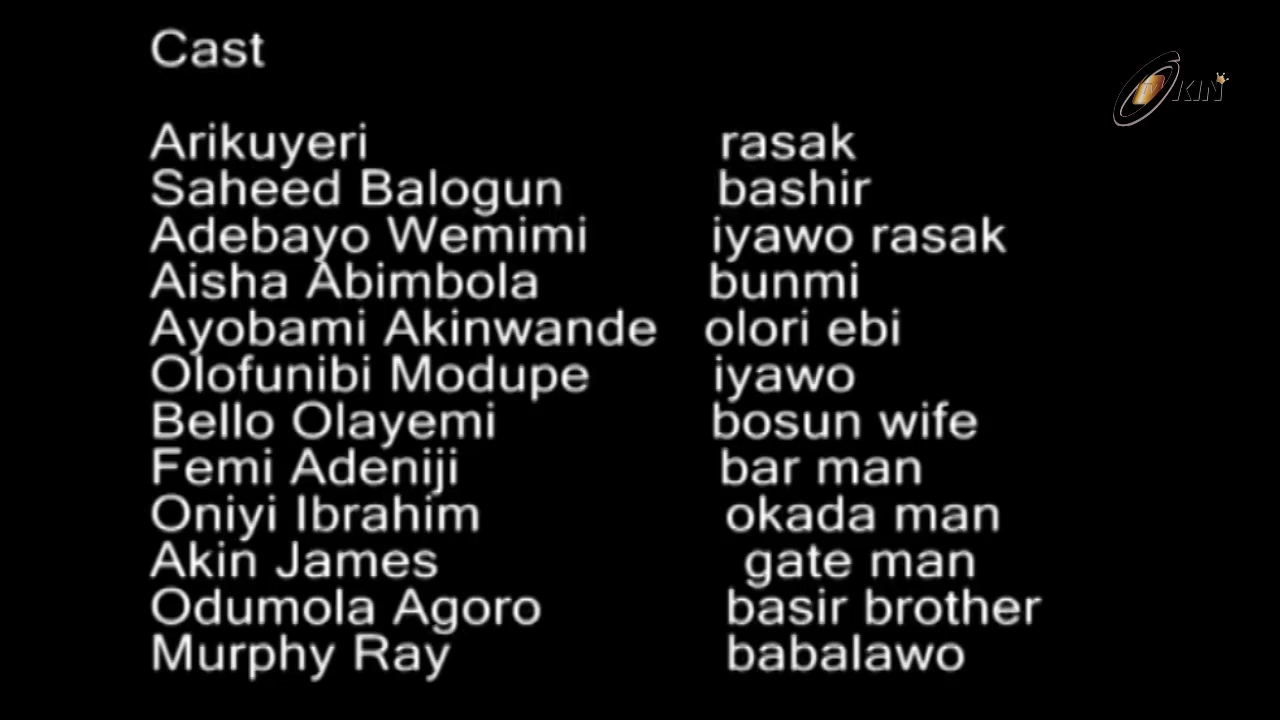 Cast
TV KIN
Arikuyeri rasak
Saheed Balogun bashir
Adebayo Wemimi iyawo rasak
Aisha Abimbola bunmi
Ayobami Akinwande olori ebi
Olofunibi Modupe iyawo
Bello Olayemi bosun wife
Femi Adeniji bar man
Oniyi Ibrahim okada man
Akin James gate man
Odumola Agoro basir brother
Murphy Ray babalawo